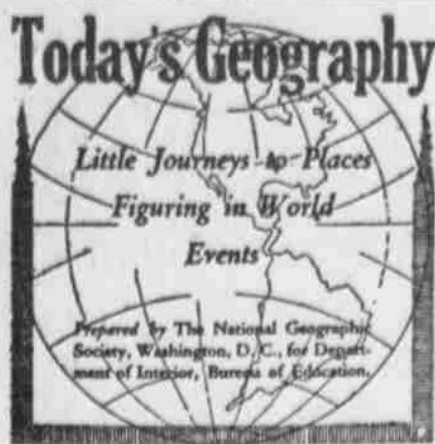 Today's Geography
Little Journeys to Places
Figuring in World
Events
Prepared by The National Geographic
Society, Washington, D. C., for Depart-
ment of Interior, Bureau of Education.